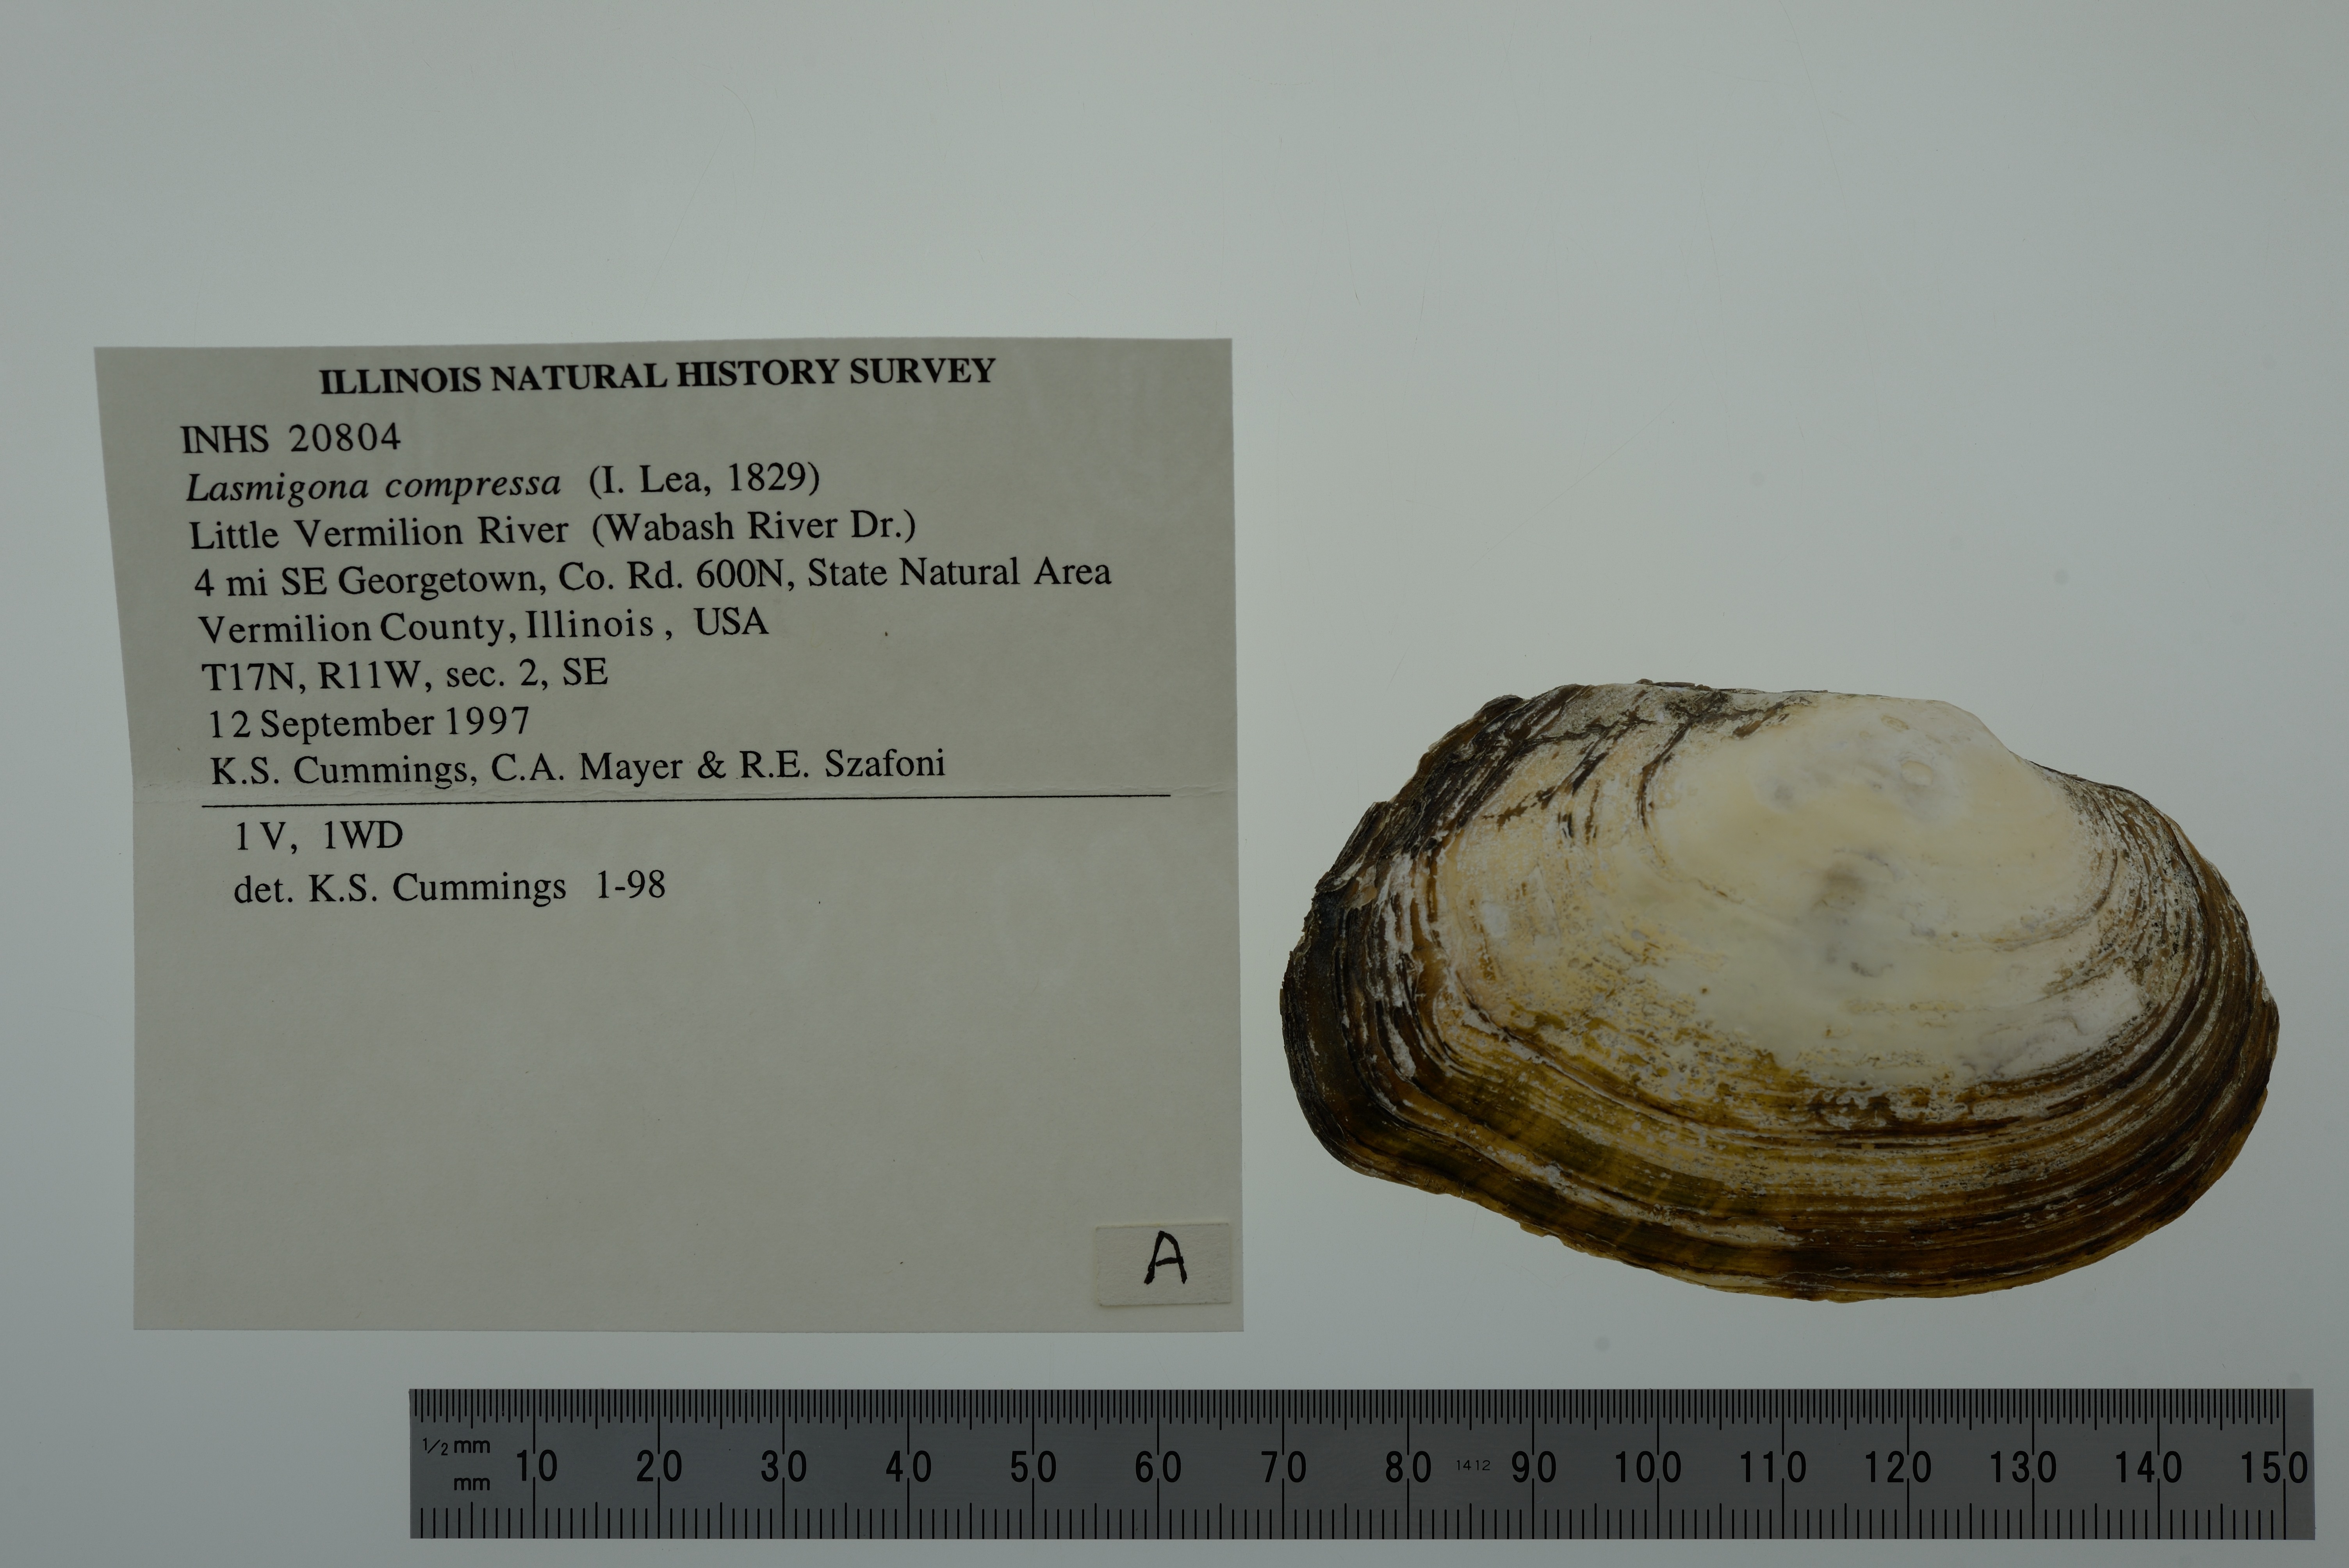 ILLINOIS NATURAL HISTORY SURVEY
INHS 20804
Lasmigona compressa (I. Lea, 1829)
Little Vermilion River (Wabash River Dr.)
4 mi SE Georgetown, Co. Rd. 600N, State Natural Area
Vermilion County, Illinois , USA
T17N, R11W, sec. 2, SE
12 September 1997
K.S. Cummings, C.A. Mayer & R.E. Szafoni
1 V, 1WD
det. K.S. Cummings 1-98
A
1/2 mm
mm 10 20 30 40 50 60 70 80 1412 90 100 110 120 130 140 150